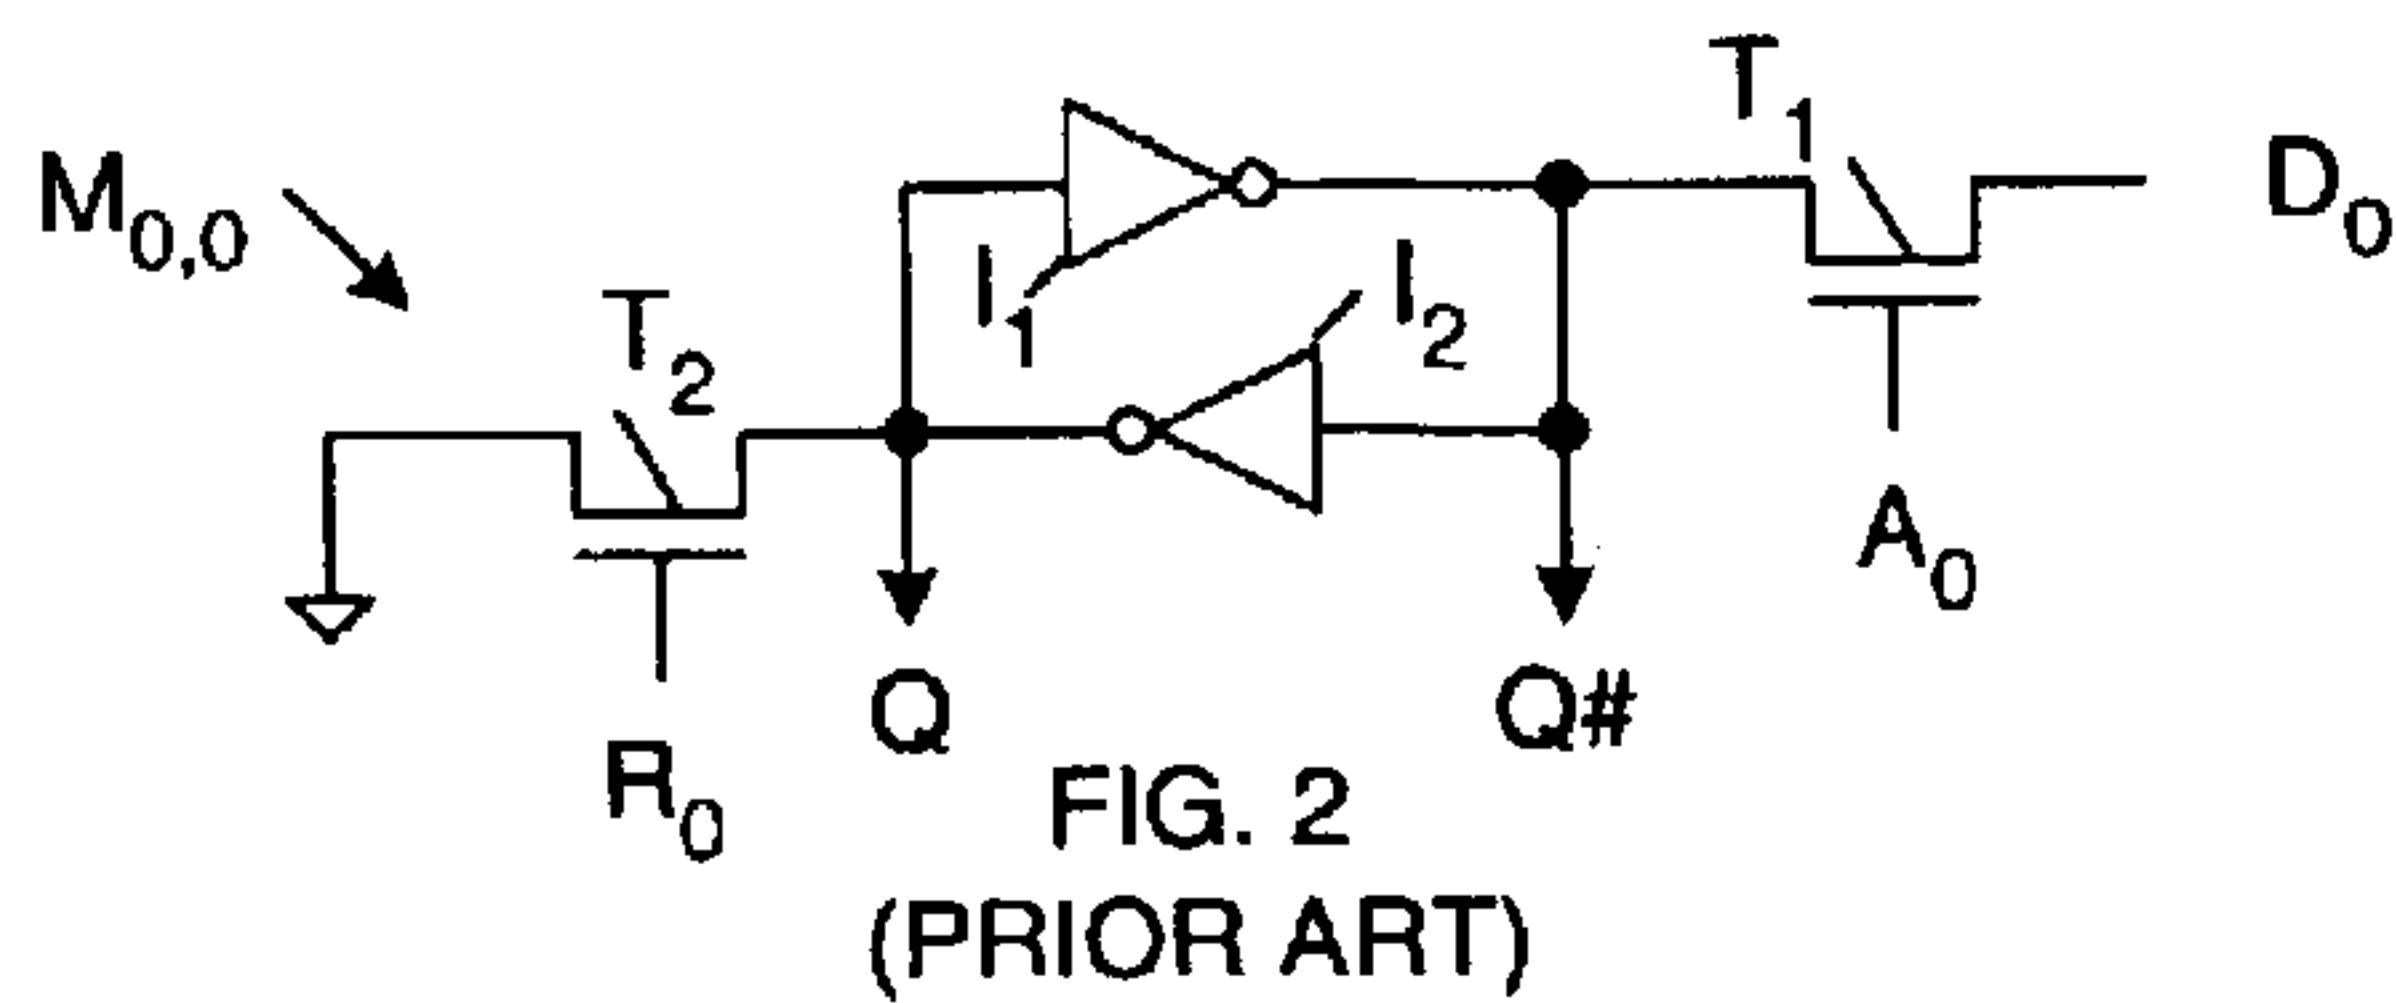 T₁
M₀,₀
D₀
I₁
I₂
T₂
A₀
Q
Q#
R₀
FIG. 2
(PRIOR ART)